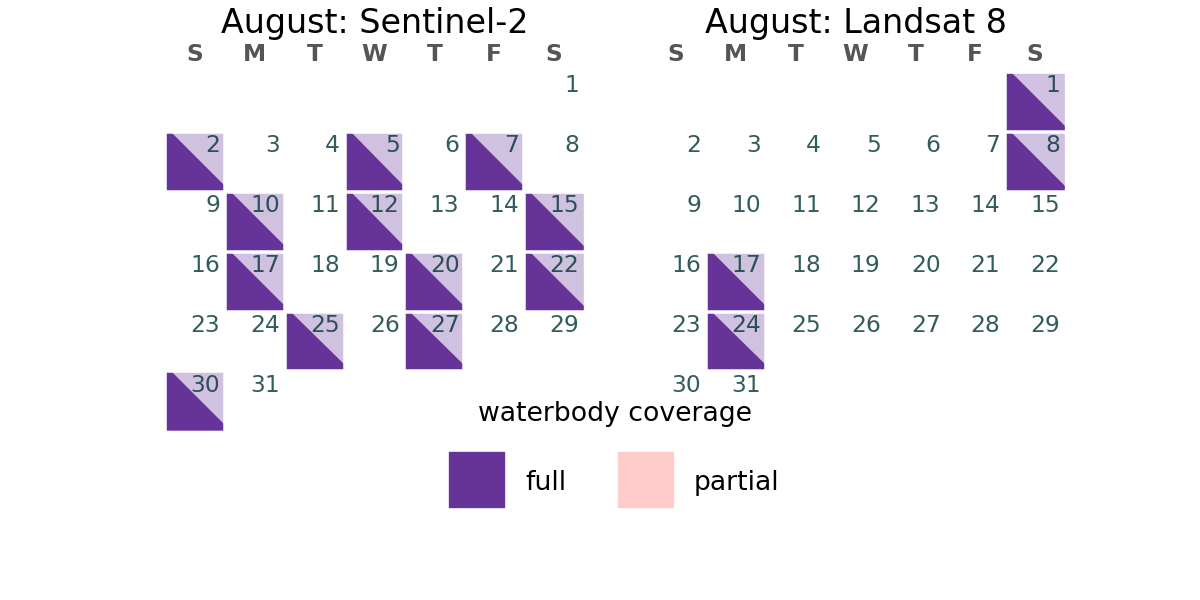 August: Sentinel-2
S M T W T F S
1
2 3 4 5 6 7 8
9 10 11 12 13 14 15
16 17 18 19 20 21 22
23 24 25 26 27 28 29
30 31
August: Landsat 8
S M T W T F S
1
2 3 4 5 6 7 8
9 10 11 12 13 14 15
16 17 18 19 20 21 22
23 24 25 26 27 28 29
30 31
waterbody coverage
full
partial